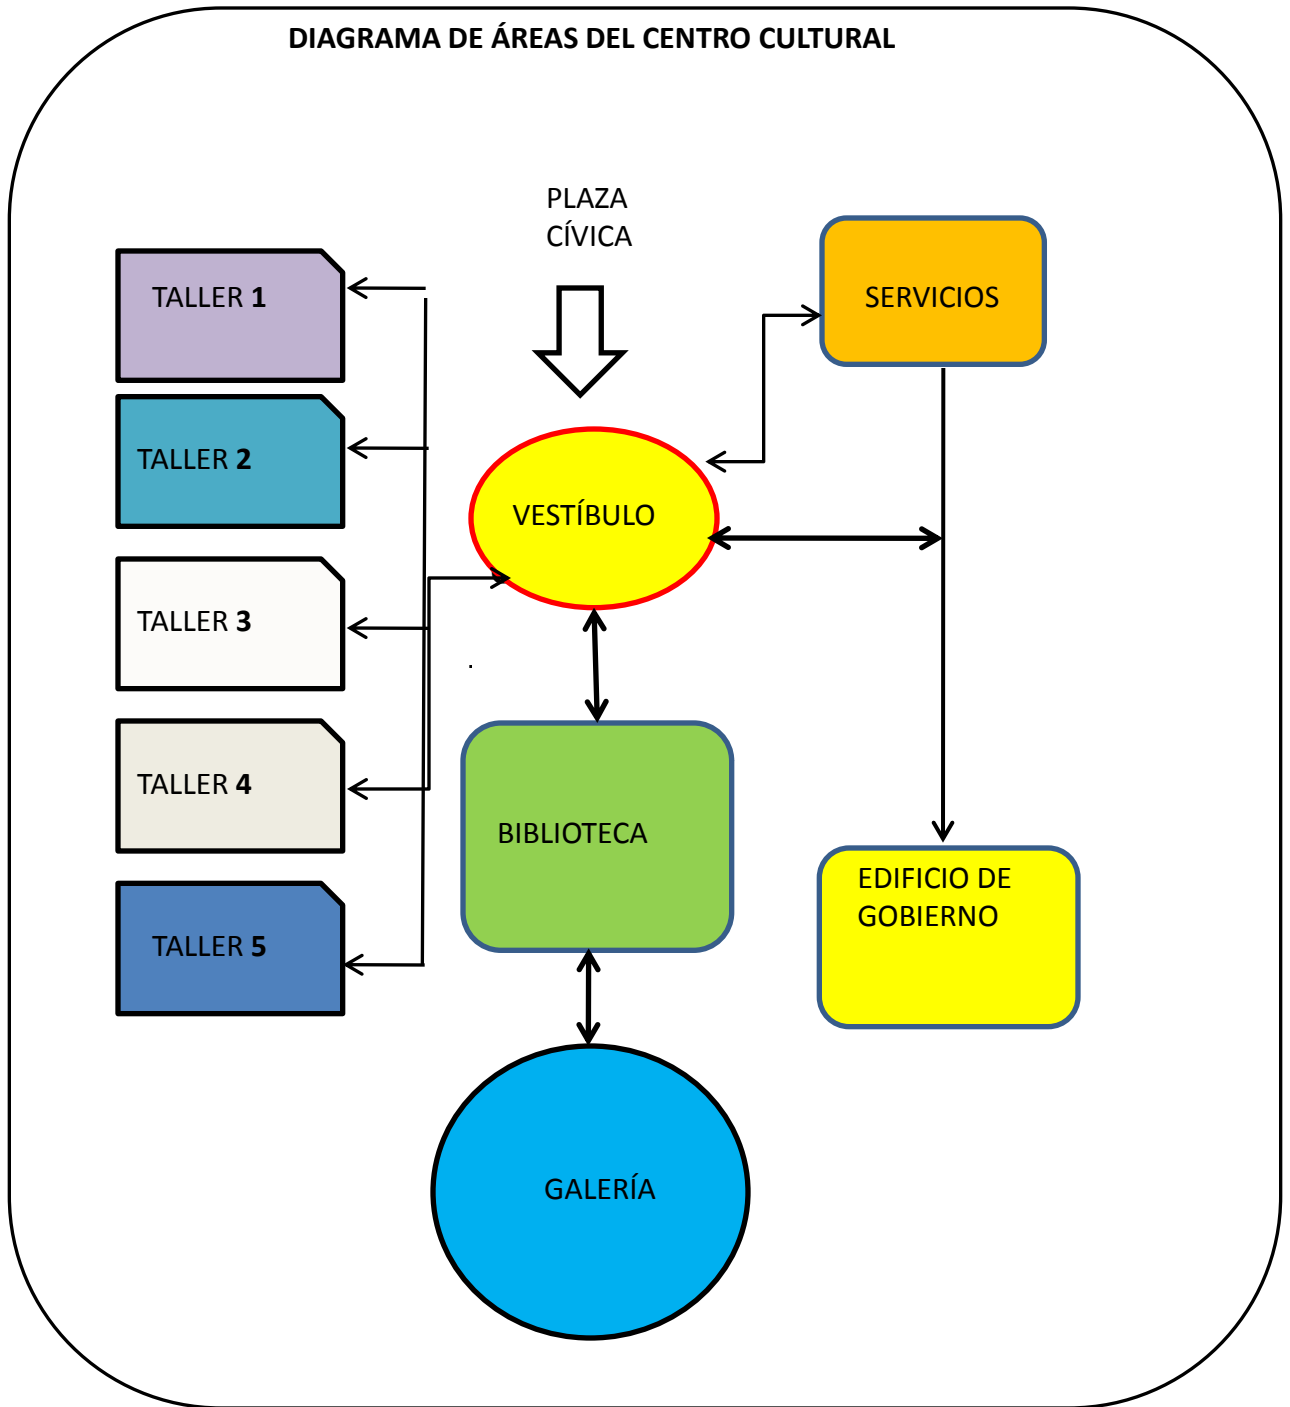 DIAGRAMA DE ÁREAS DEL CENTRO CULTURAL
PLAZA
CÍVICA
SERVICIOS
TALLER 1
TALLER 2
VESTÍBULO
TALLER 3
TALLER 4
BIBLIOTECA
EDIFICIO DE
GOBIERNO
TALLER 5
GALERÍA